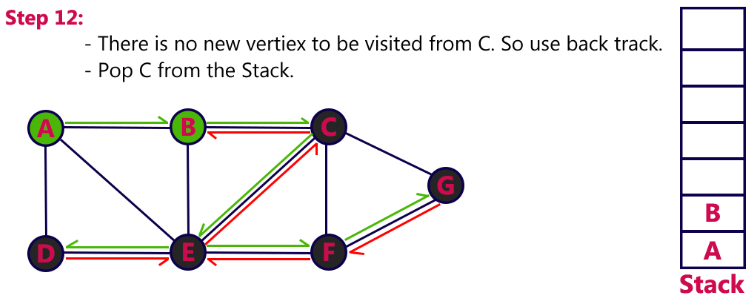 Step 12:
- There is no new vertiex to be visited from C. So use back track.
- Pop C from the Stack.
A B C
G
D E F
B
A
Stack